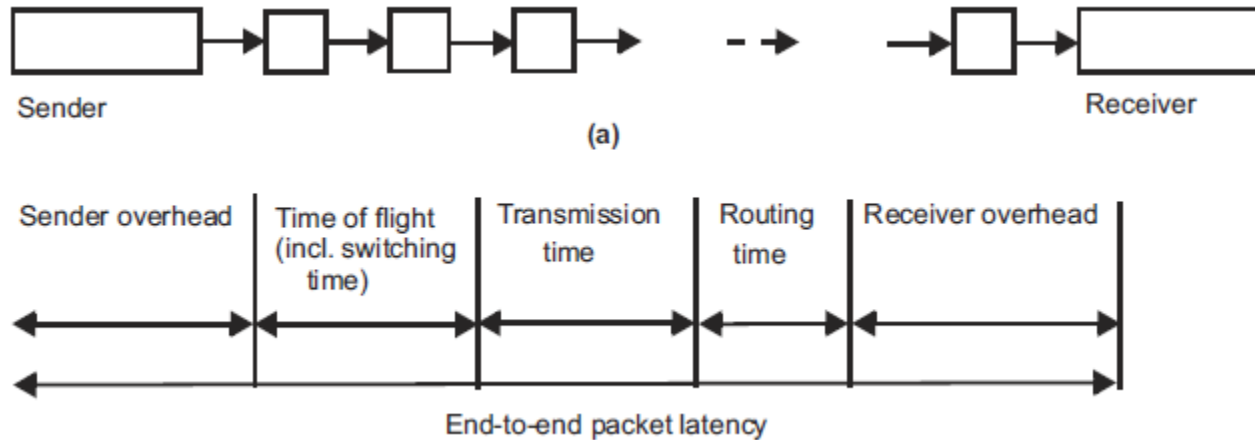 Sender
Receiver
(a)
Sender overhead
Time of flight
(incl. switching
time)
Transmission
time
Routing
time
Receiver overhead
End-to-end packet latency